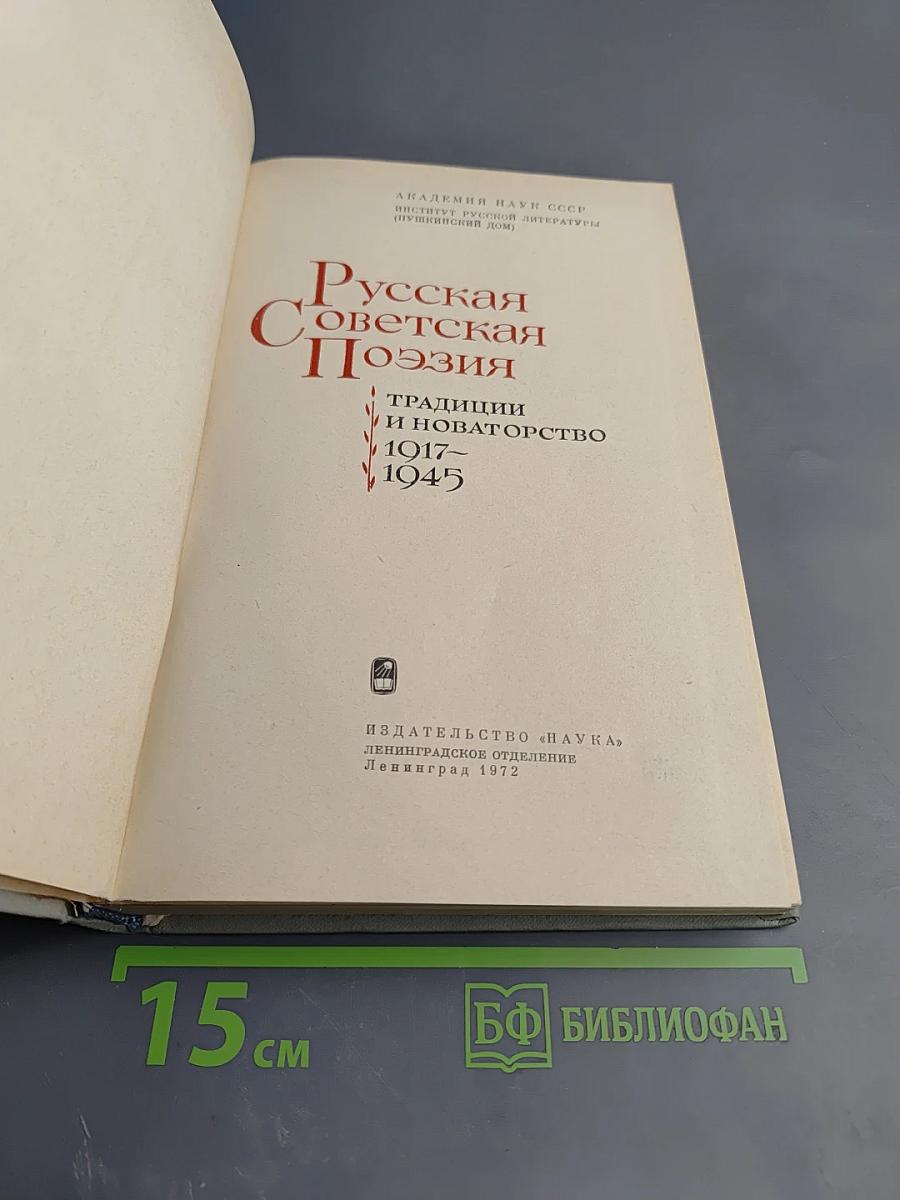 АКАДЕМИЯ НАУК СССР
ИНСТИТУТ РУССКОЙ ЛИТЕРАТУРЫ
(ПУШКИНСКИЙ ДОМ)
Русская
Советская
Поэзия
ТРАДИЦИИ
И НОВАТОРСТВО
1917–
1945
ИЗДАТЕЛЬСТВО «НАУКА»
ЛЕНИНГРАДСКОЕ ОТДЕЛЕНИЕ
Ленинград 1972
15 см
БФ БИБЛИОФАН